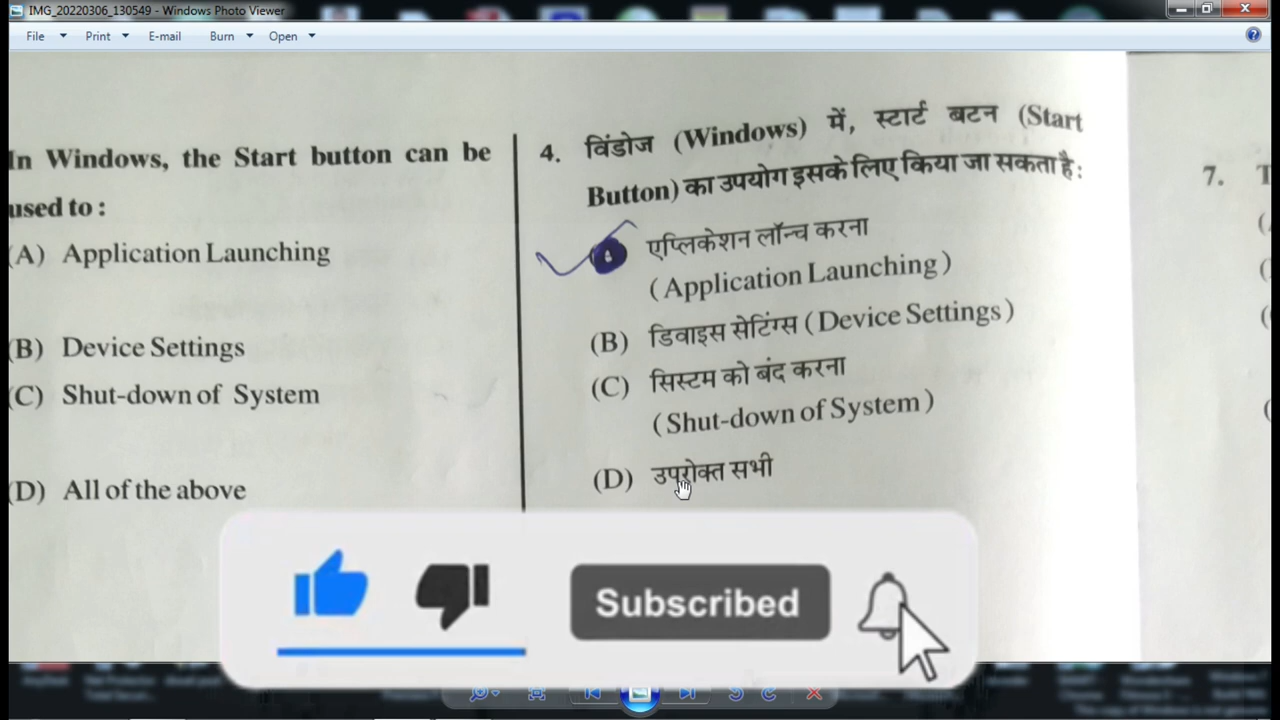 IMG_20220306_130549 - Windows Photo Viewer
File Print E-mail Burn Open
In Windows, the Start button can be
used to :
(A) Application Launching
(B) Device Settings
(C) Shut-down of System
(D) All of the above
4. विंडोज (Windows) में, स्टार्ट बटन (Start
Button) का उपयोग इसके लिए किया जा सकता है:
एप्लिकेशन लॉन्च करना
(Application Launching)
(B) डिवाइस सेटिंग्स (Device Settings)
(C) सिस्टम को बंद करना
(Shut-down of System)
(D) उपरोक्त सभी
7.
Subscribed